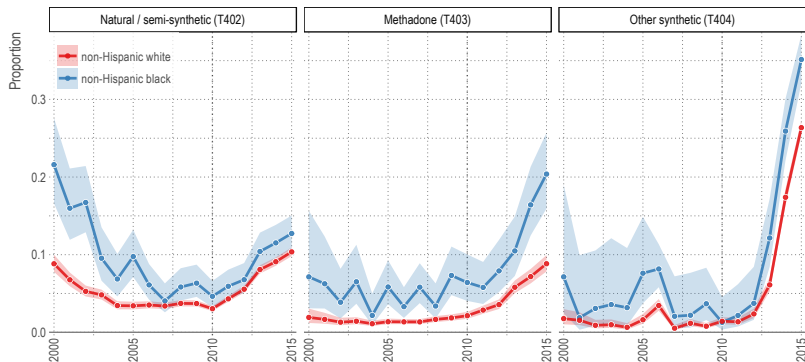 Natural / semi-synthetic (T402)
Methadone (T403)
Other synthetic (T404)
Proportion
non-Hispanic white
non-Hispanic black
0.3
0.2
0.1
0.0
2000 2005 2010 2015
2000 2005 2010 2015
2000 2005 2010 2015